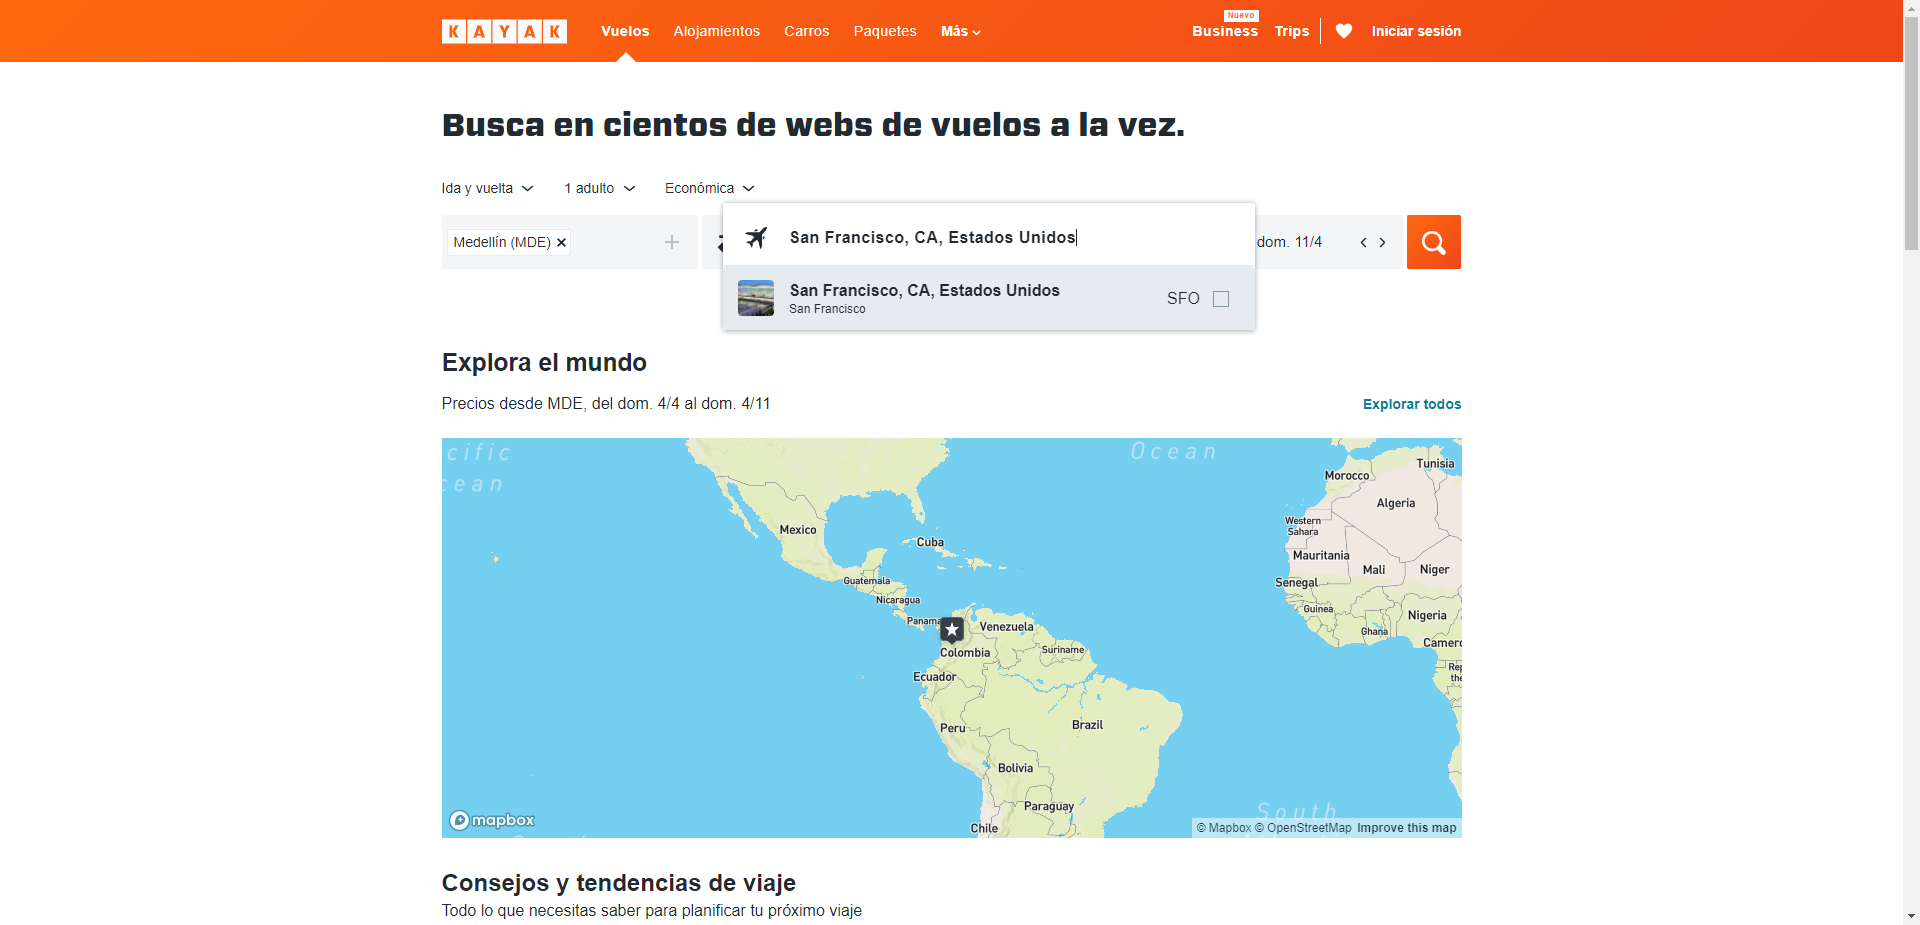 KAYAK
Vuelos
Alojamientos
Carros
Paquetes
Más
Nuevo
Business
Trips
Iniciar sesión
Busca en cientos de webs de vuelos a la vez.
Ida y vuelta
1 adulto
Económica
Medellín (MDE)
San Francisco, CA, Estados Unidos
dom. 11/4
San Francisco, CA, Estados Unidos
San Francisco
SFO
Explora el mundo
Precios desde MDE, del dom. 4/4 al dom. 4/11
Explorar todos
cific
cean
Ocean
Tunisia
Morocco
Algeria
Western
Sahara
Mexico
Cuba
Mauritania
Mali
Niger
Guatemala
Senegal
Nicaragua
Guinea
Nigeria
Panama
Venezuela
Ghana
Camero
Colombia
Suriname
Rep
the
Ecuador
Peru
Brazil
Bolivia
Paraguay
South
Chile
mapbox
© Mapbox © OpenStreetMap Improve this map
Consejos y tendencias de viaje
Todo lo que necesitas saber para planificar tu próximo viaje